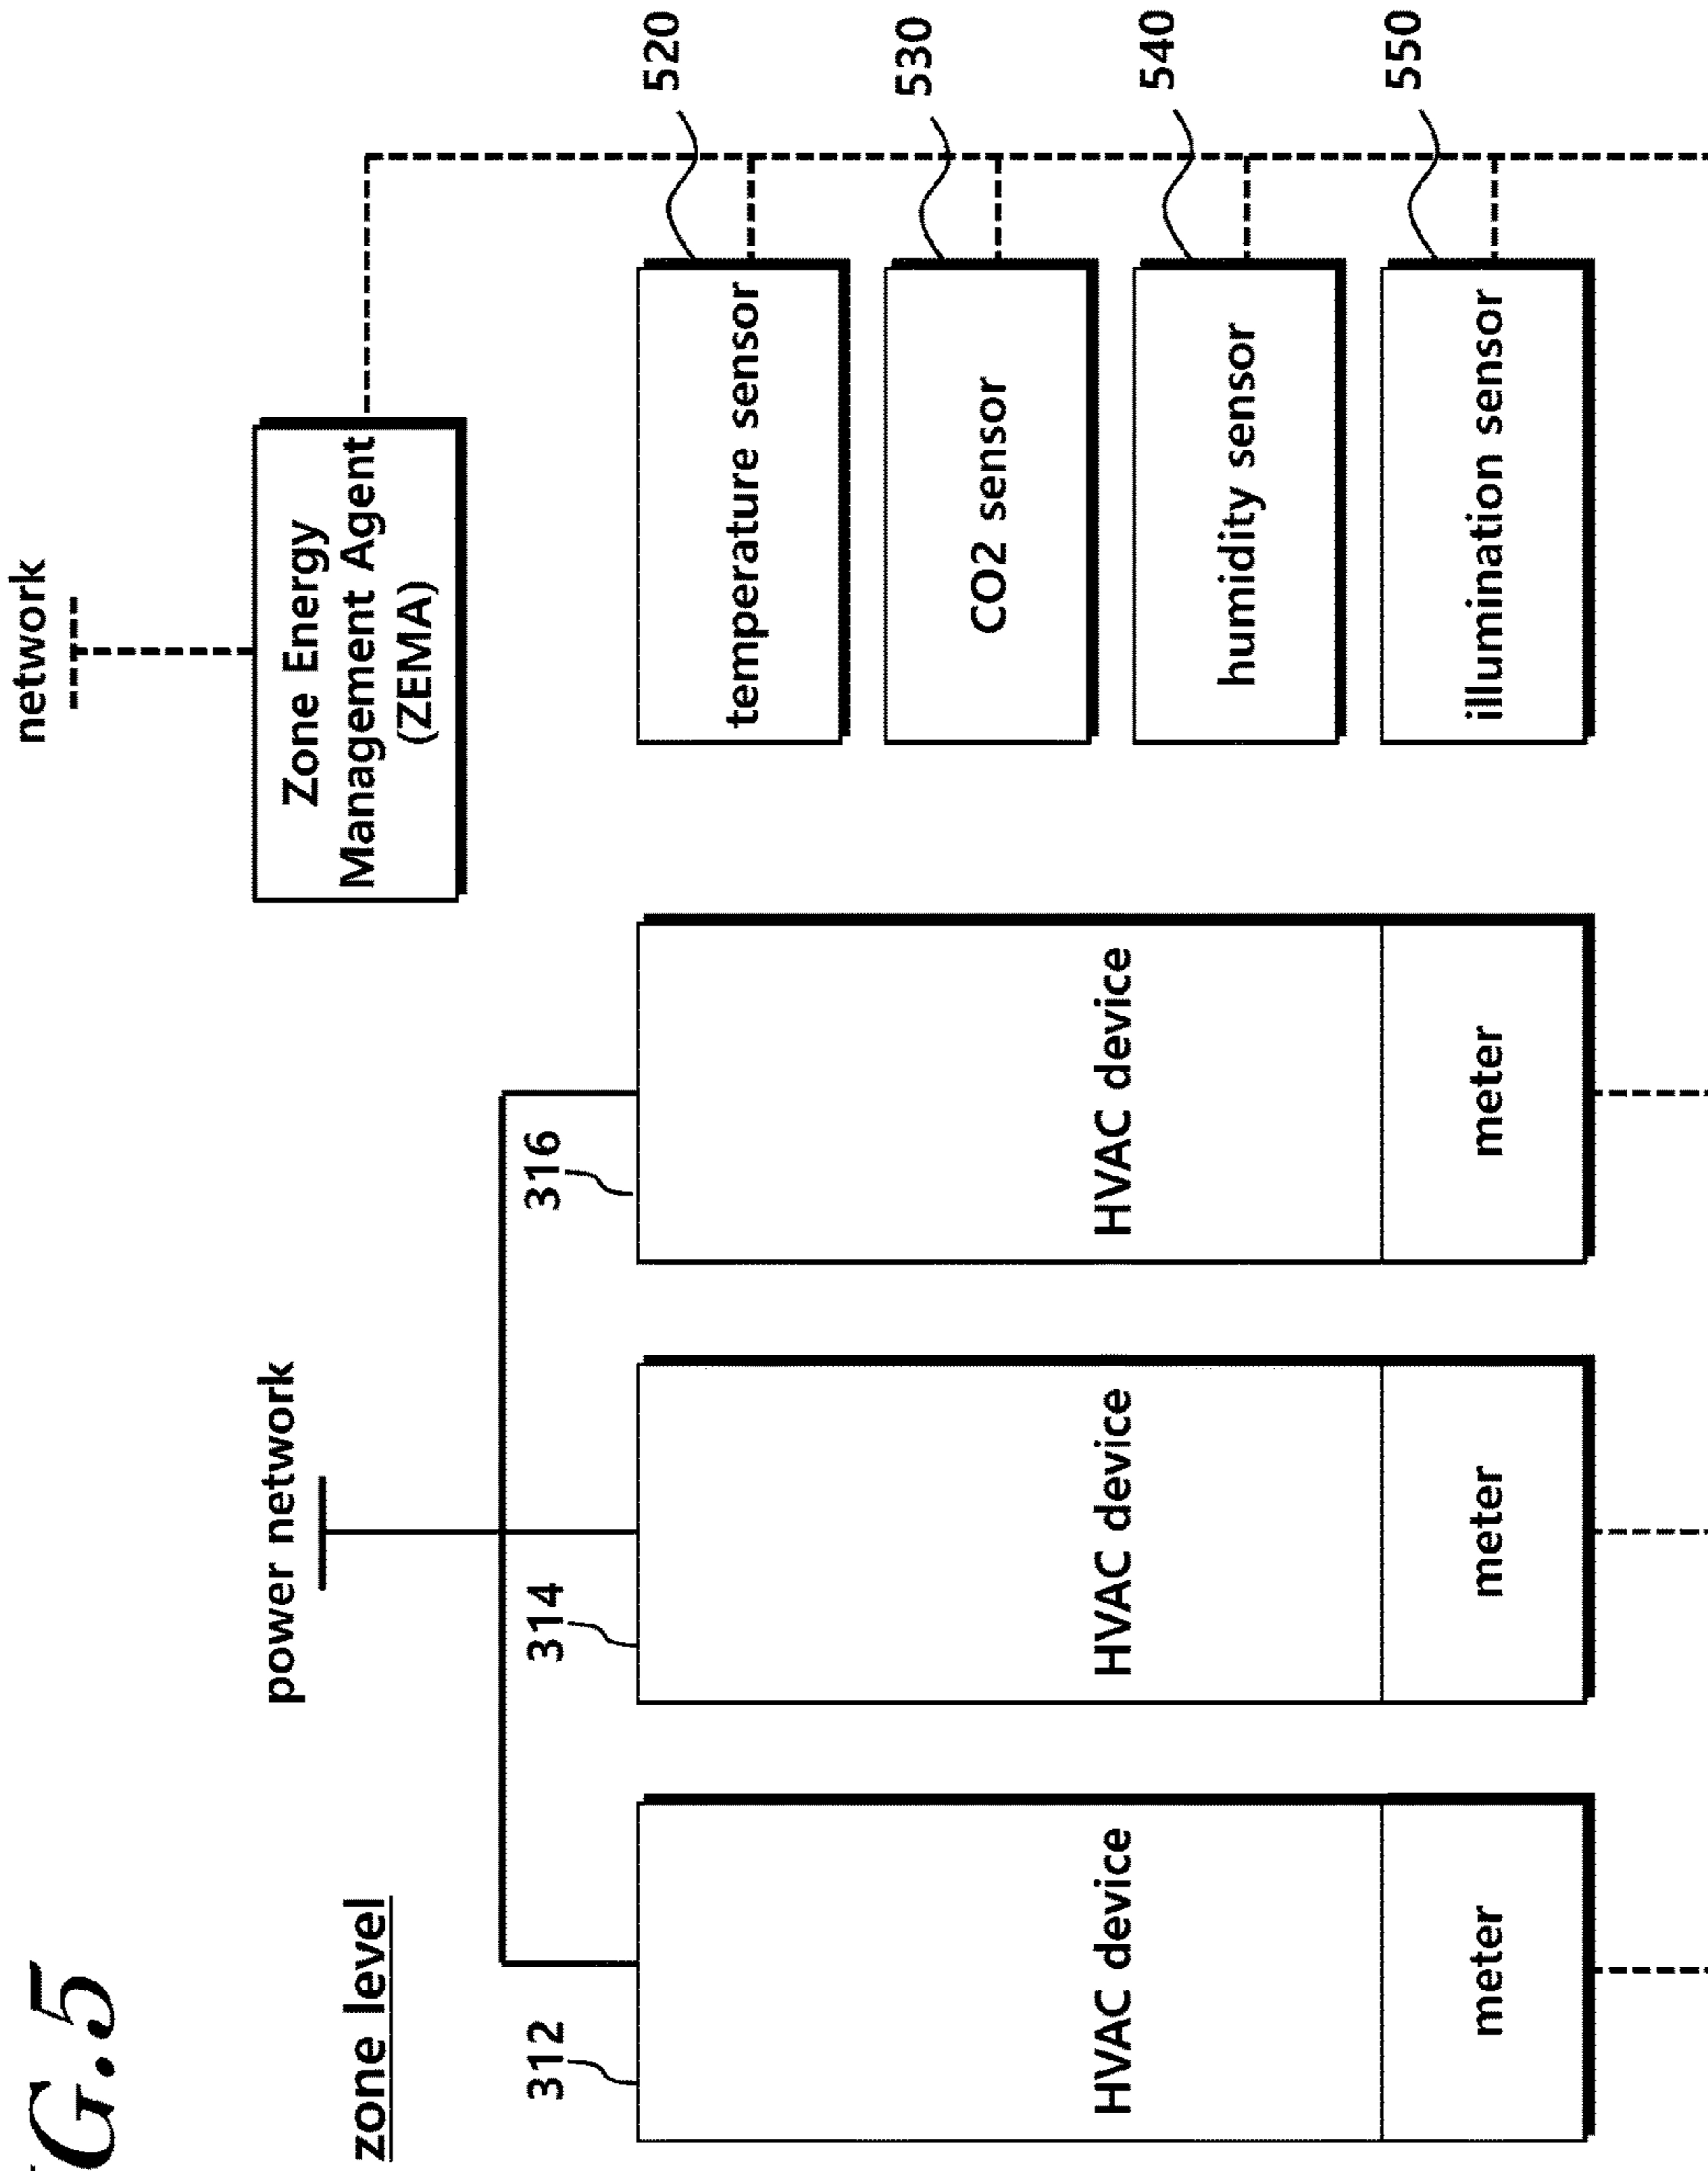 G.5
zone level
power network
network
Zone Energy
Management Agent
(ZEMA)
312
314
316
HVAC device
HVAC device
HVAC device
meter
meter
meter
temperature sensor
520
CO2 sensor
530
humidity sensor
540
illumination sensor
550